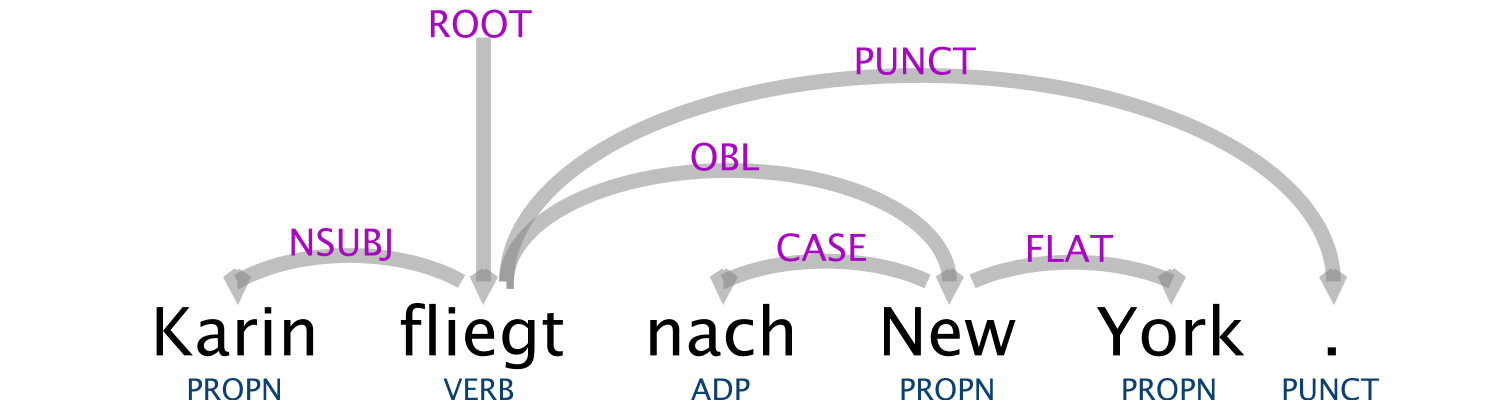 ROOT
PUNCT
OBL
NSUBJ CASE FLAT
Karin fliegt nach New York .
PROPN VERB ADP PROPN PROPN PUNCT